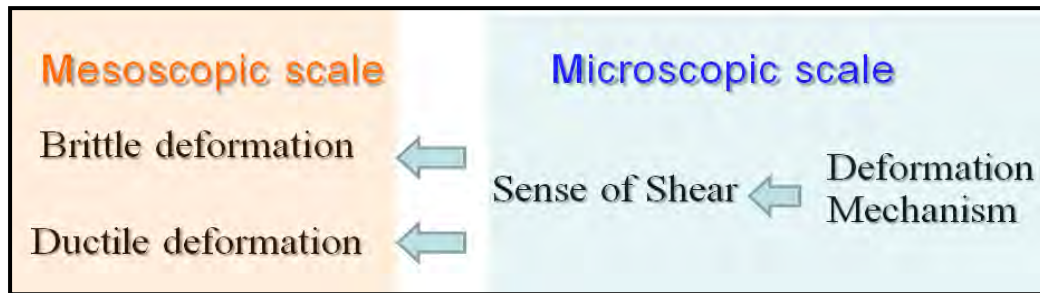 Mesoscopic scale
Brittle deformation
Ductile deformation
Microscopic scale
Sense of Shear
Deformation
Mechanism